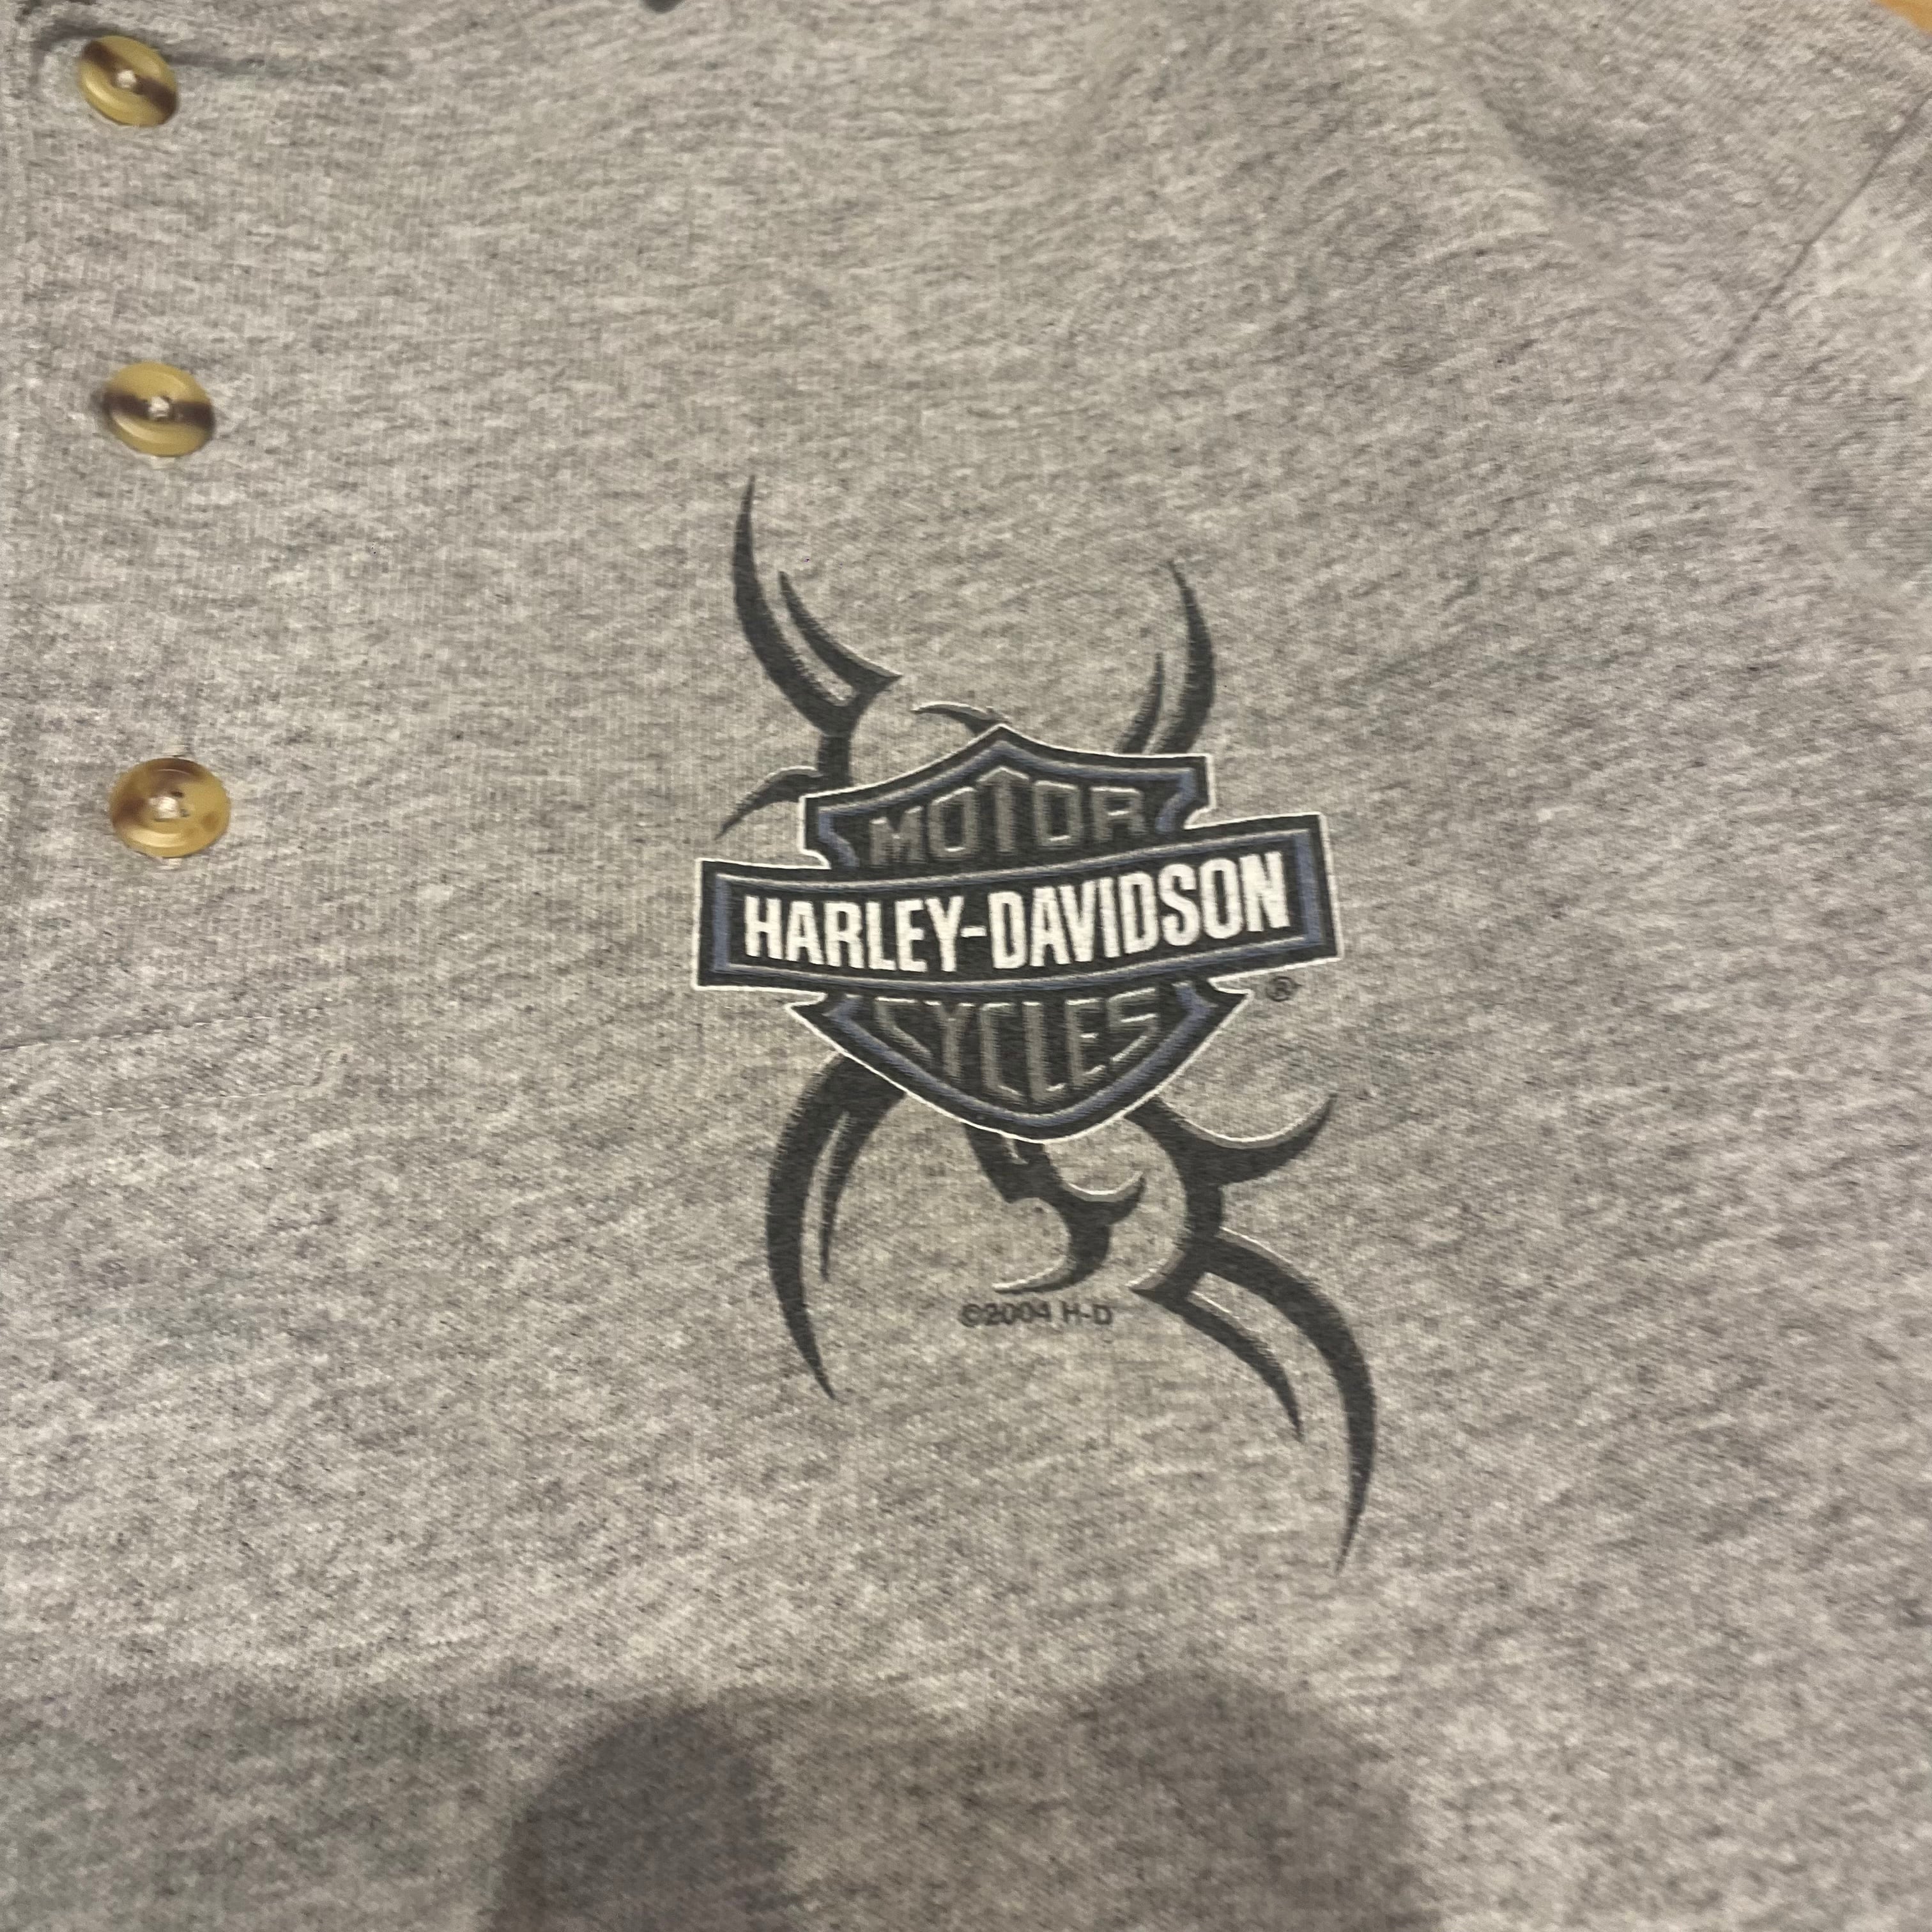 MOTOR
HARLEY-DAVIDSON
CYCLES
®
©2004 H-D